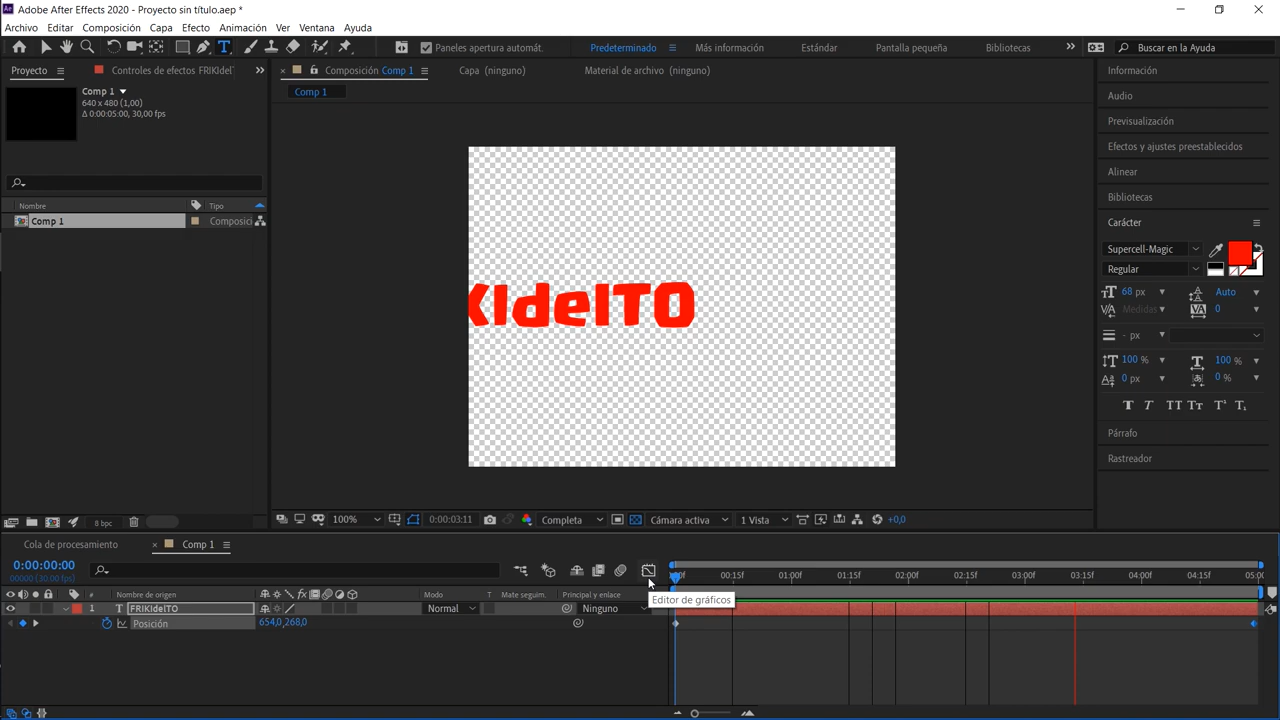 Adobe After Effects 2020 - Proyecto sin título.aep *
Archivo Editar Composición Capa Efecto Animación Ver Ventana Ayuda
Paneles apertura automát. Predeterminado Más información Estándar Pantalla pequeña Bibliotecas Buscar en la Ayuda
Proyecto Controles de efectos FRIKIdeI
Composición Comp 1 Capa (ninguno) Material de archivo (ninguno)
Comp 1
640 x 480 (1,00)
Δ 0:00:05:00, 30,00 fps
Comp 1
Nombre Tipo
Comp 1 Composici
KIdeITO
Información
Audio
Previsualización
Efectos y ajustes preestablecidos
Alinear
Bibliotecas
Carácter
Supercell-Magic
Regular
68 px Auto
Medidas 0
- px
100 % 100 %
0 px 0 %
T T TT Tr T¹ T₁
Párrafo
Rastreador
8 bpc
100% 0:00:03:11 Completa Cámara activa 1 Vista +0,0
Cola de procesamiento Comp 1
0:00:00:00
00000 (30.00 fps)
:00f 00:15f 01:00f 01:15f 02:00f 02:15f 03:00f 03:15f 04:00f 04:15f 05:00
# Nombre de origen Modo T Mate seguim. Principal y enlace
Editor de gráficos
1 T FRIKIdeITO Normal Ninguno
Posición 654,0,268,0